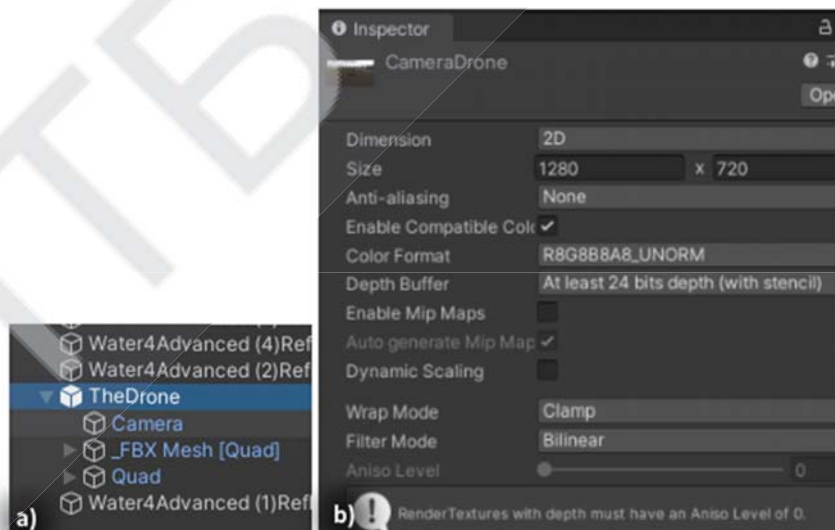 Inspector
CameraDrone
Ope
Dimension 2D
Size 1280 x 720
Anti-aliasing None
Enable Compatible Colo
Color Format R8G8B8A8_UNORM
Depth Buffer At least 24 bits depth (with stencil)
Enable Mip Maps
Auto generate Mip Map
Dynamic Scaling
Wrap Mode Clamp
Filter Mode Bilinear
Aniso Level 0
RenderTextures with depth must have an Aniso Level of 0.
b)
Water4Advanced (4)Ref
Water4Advanced (2)Ref
TheDrone
Camera
_FBX Mesh [Quad]
Quad
Water4Advanced (1)Refl
a)
ТБ